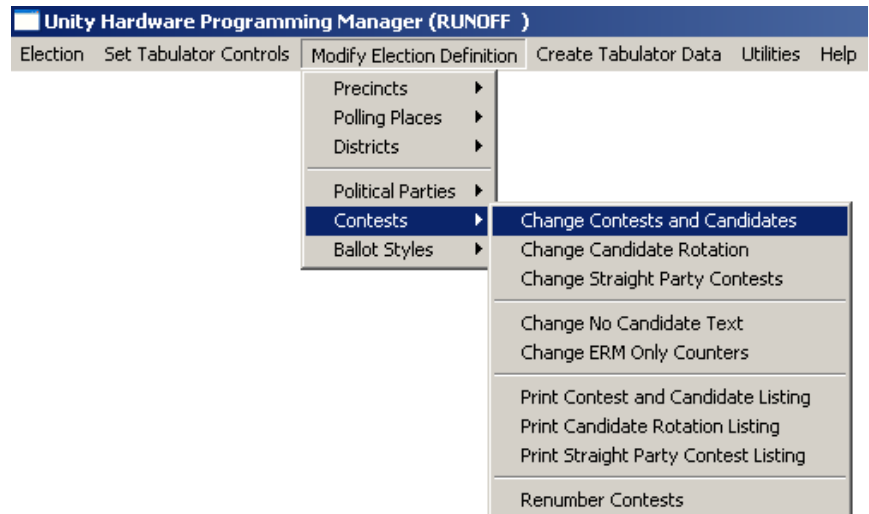 Unity Hardware Programming Manager (RUNOFF )
Election Set Tabulator Controls Modify Election Definition Create Tabulator Data Utilities Help
Precincts
Polling Places
Districts
Political Parties
Contests
Ballot Styles
Change Contests and Candidates
Change Candidate Rotation
Change Straight Party Contests
Change No Candidate Text
Change ERM Only Counters
Print Contest and Candidate Listing
Print Candidate Rotation Listing
Print Straight Party Contest Listing
Renumber Contests